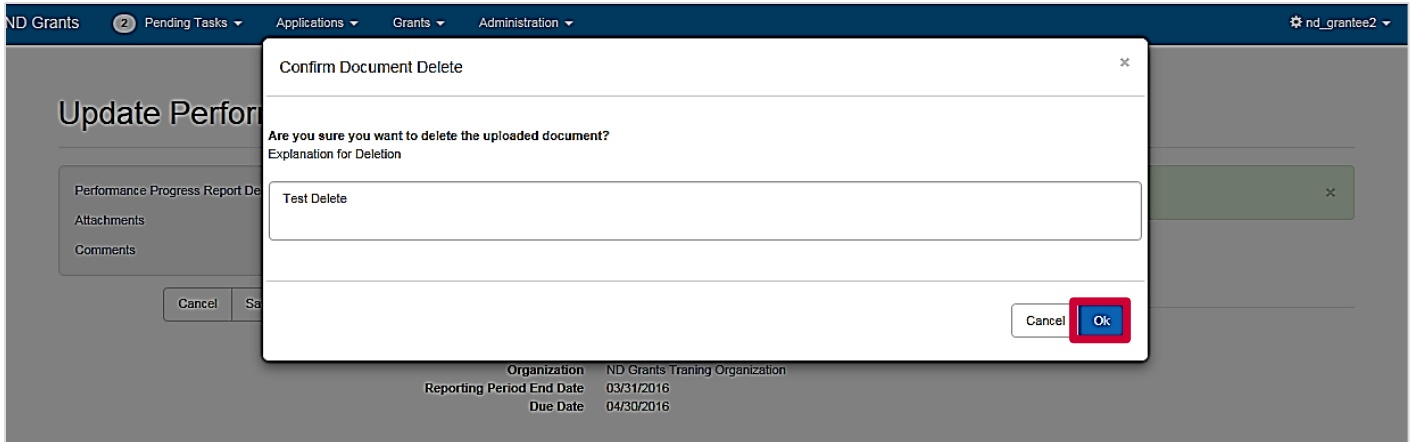 ND Grants 2 Pending Tasks Applications Grants Administration nd_grantee2
Confirm Document Delete ×
Update Perfor
Are you sure you want to delete the uploaded document?
Explanation for Deletion
Performance Progress Report De
Test Delete
×
Attachments
Comments
Cancel Sa
Cancel Ok
Organization ND Grants Traning Organization
Reporting Period End Date 03/31/2016
Due Date 04/30/2016